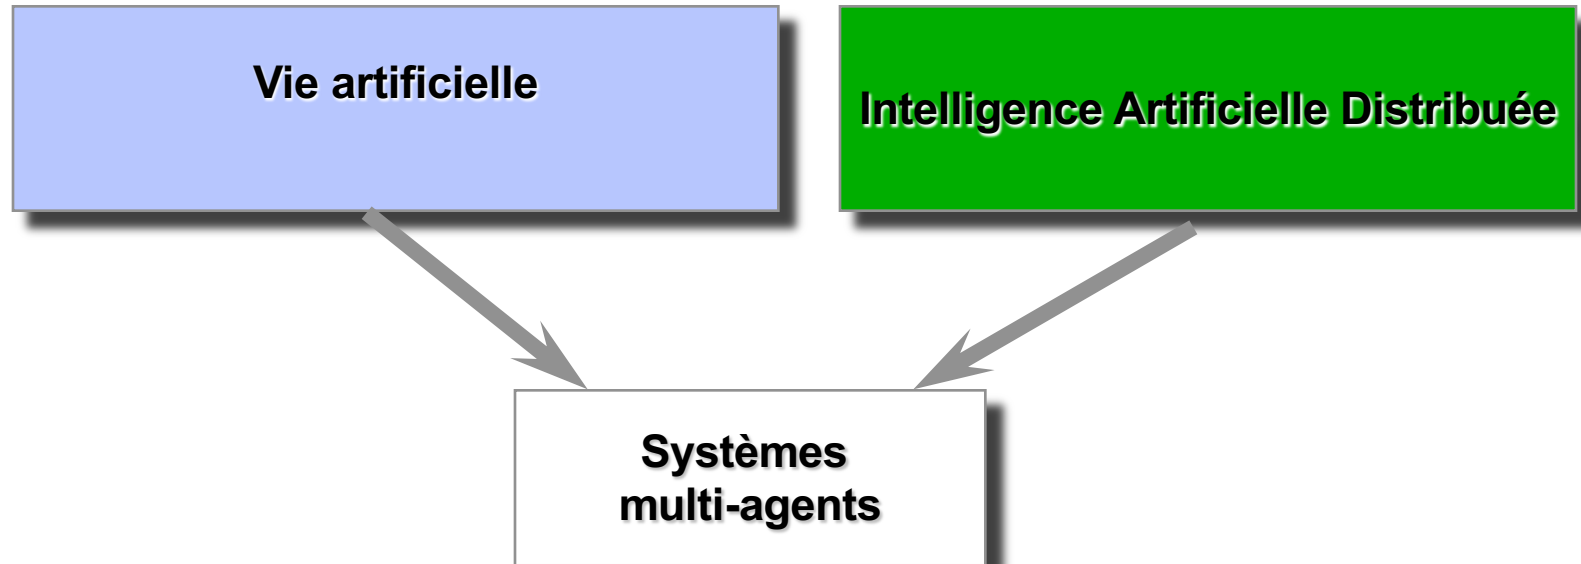 Vie artificielle
Intelligence Artificielle Distribuée
Systèmes
multi-agents